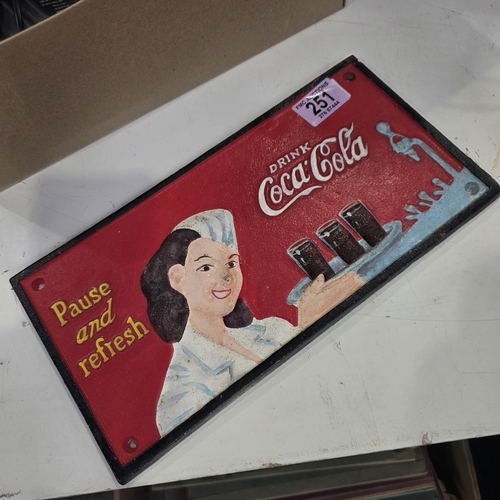 251
DRINK
Coca-Cola
Pause
and
refresh